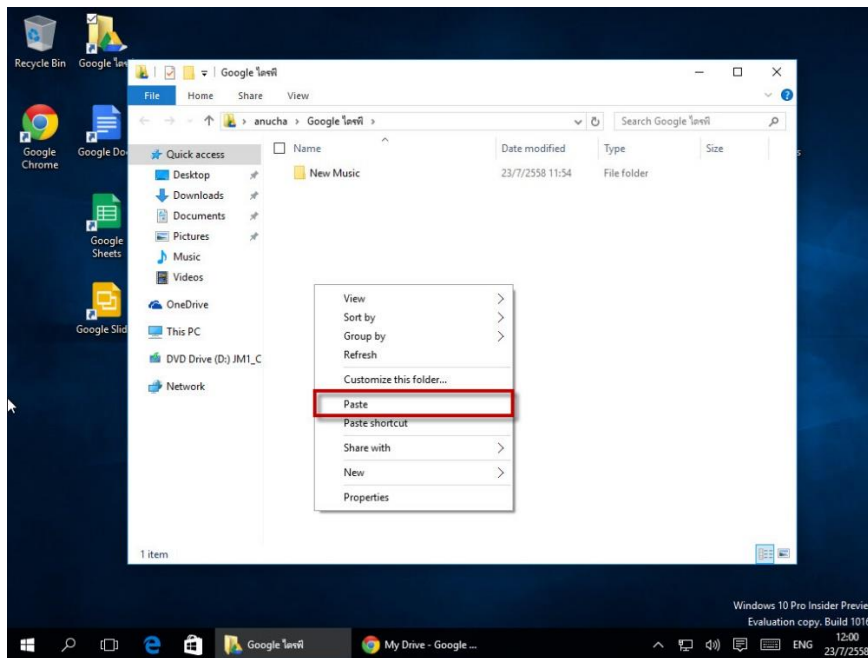 Recycle Bin
Google ไดรฟ์
Google Chrome
Google Do
Google Sheets
Google Slid
Google ไดรฟ์
File Home Share View
anucha › Google ไดรฟ์ ›
Search Google ไดรฟ์
Name Date modified Type Size
Quick access
Desktop
Downloads
Documents
Pictures
Music
Videos
OneDrive
This PC
DVD Drive (D:) JM1_C
Network
New Music 23/7/2558 11:54 File folder
View
Sort by
Group by
Refresh
Customize this folder...
Paste
Paste shortcut
Share with
New
Properties
1 item
Windows 10 Pro Insider Previe
Evaluation copy. Build 1016
Google ไดรฟ์
My Drive - Google ...
ENG
12:00
23/7/2558